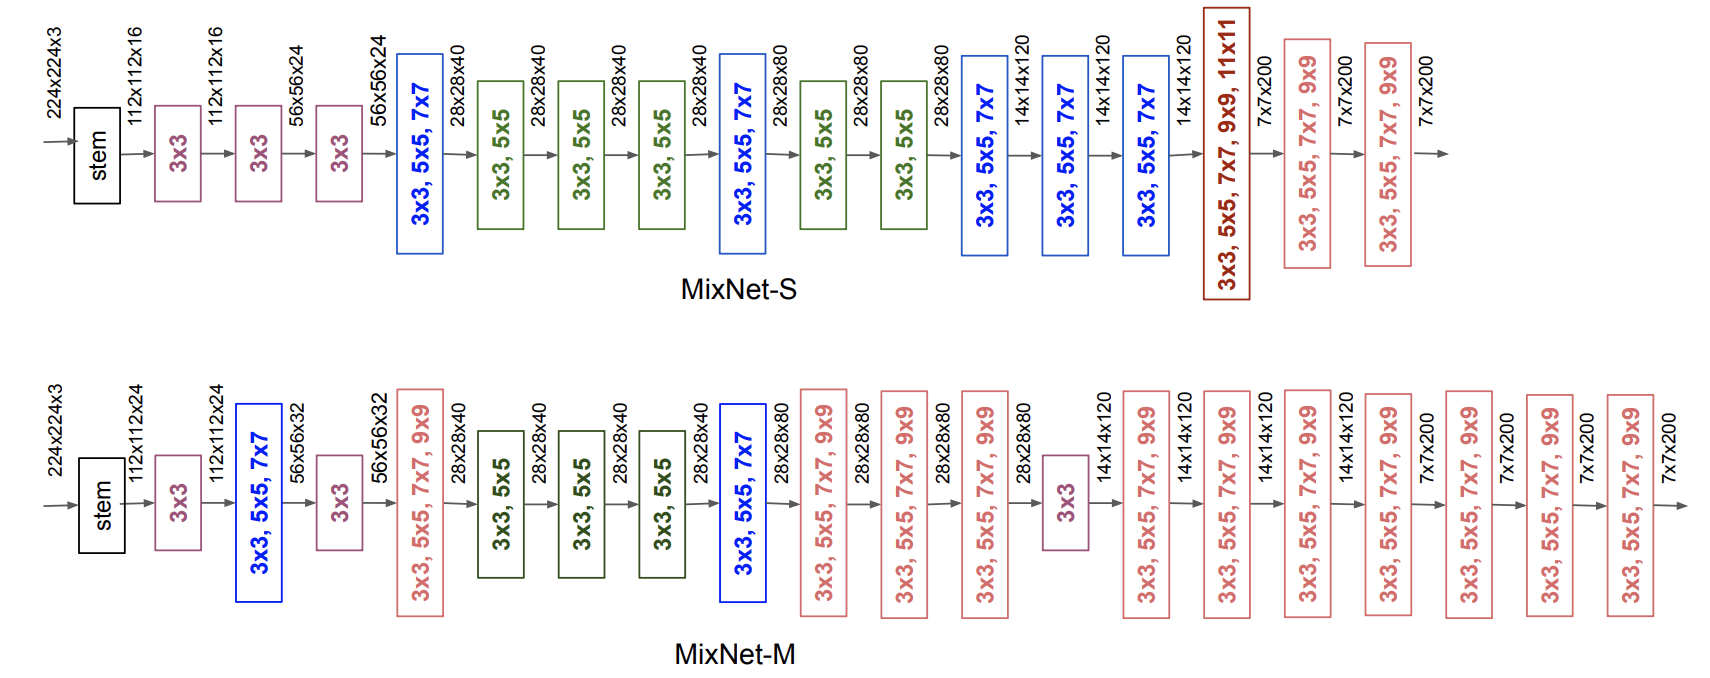 224x224x3
stem
112x112x16
3x3
112x112x16
3x3
56x56x24
3x3
56x56x24
3x3, 5x5, 7x7
28x28x40
3x3, 5x5
28x28x40
3x3, 5x5
28x28x40
3x3, 5x5
28x28x40
3x3, 5x5, 7x7
28x28x80
3x3, 5x5
28x28x80
3x3, 5x5
28x28x80
3x3, 5x5, 7x7
14x14x120
3x3, 5x5, 7x7
14x14x120
3x3, 5x5, 7x7
14x14x120
3x3, 5x5, 7x7, 9x9, 11x11
7x7x200
3x3, 5x5, 7x7, 9x9
7x7x200
3x3, 5x5, 7x7, 9x9
7x7x200
MixNet-S
224x224x3
stem
112x112x24
3x3
112x112x24
3x3, 5x5, 7x7
56x56x32
3x3
56x56x32
3x3, 5x5, 7x7, 9x9
28x28x40
3x3, 5x5
28x28x40
3x3, 5x5
28x28x40
3x3, 5x5
28x28x40
3x3, 5x5, 7x7
28x28x80
3x3, 5x5, 7x7, 9x9
28x28x80
3x3, 5x5, 7x7, 9x9
28x28x80
3x3, 5x5, 7x7, 9x9
28x28x80
3x3
14x14x120
3x3, 5x5, 7x7, 9x9
14x14x120
3x3, 5x5, 7x7, 9x9
14x14x120
3x3, 5x5, 7x7, 9x9
14x14x120
3x3, 5x5, 7x7, 9x9
7x7x200
3x3, 5x5, 7x7, 9x9
7x7x200
3x3, 5x5, 7x7, 9x9
7x7x200
3x3, 5x5, 7x7, 9x9
7x7x200
MixNet-M